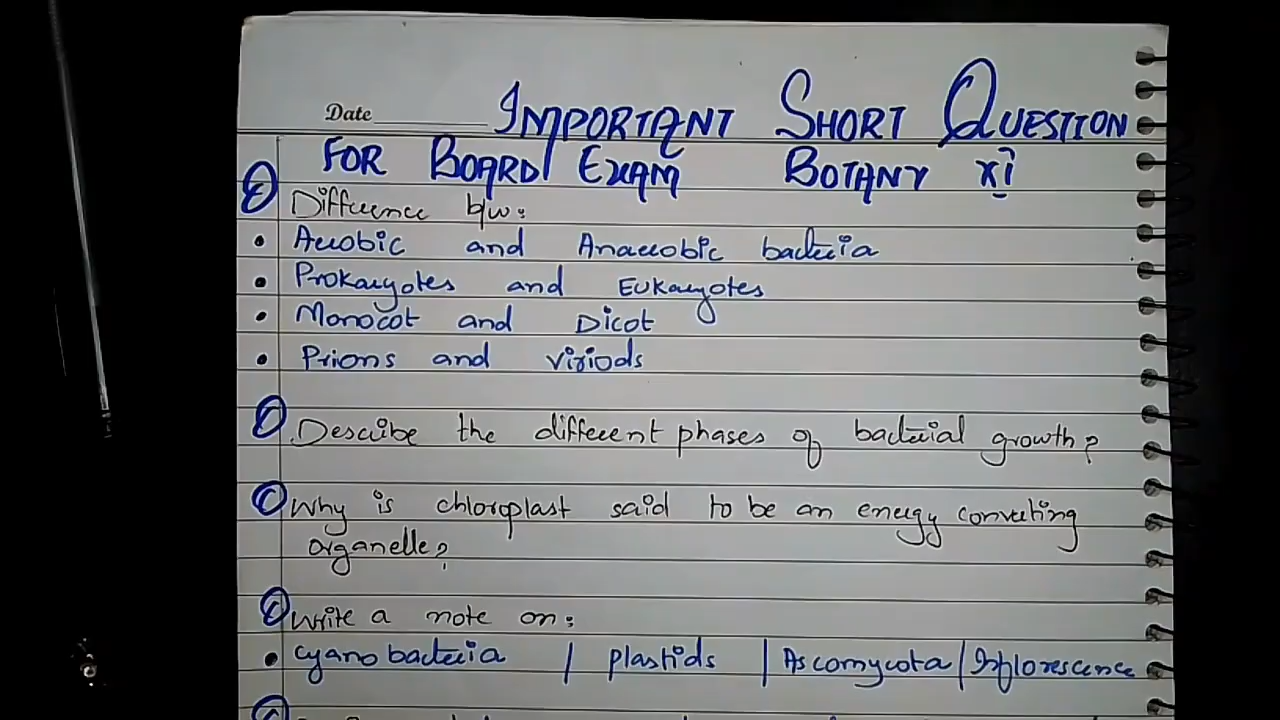 Date IMPORTANT SHORT QUESTION
FOR BOARD EXAM BOTANY XI
Difference b/w:
• Aerobic and Anaerobic bacteria
• Prokaryotes and Eukaryotes
• Monocot and Dicot
• Prions and viriods
Describe the different phases of bacterial growth?
Why is chloroplast said to be an energy converting
organelle?
Write a note on:
• Cyanobacteria / plastids / Ascomycota / Inflorescence